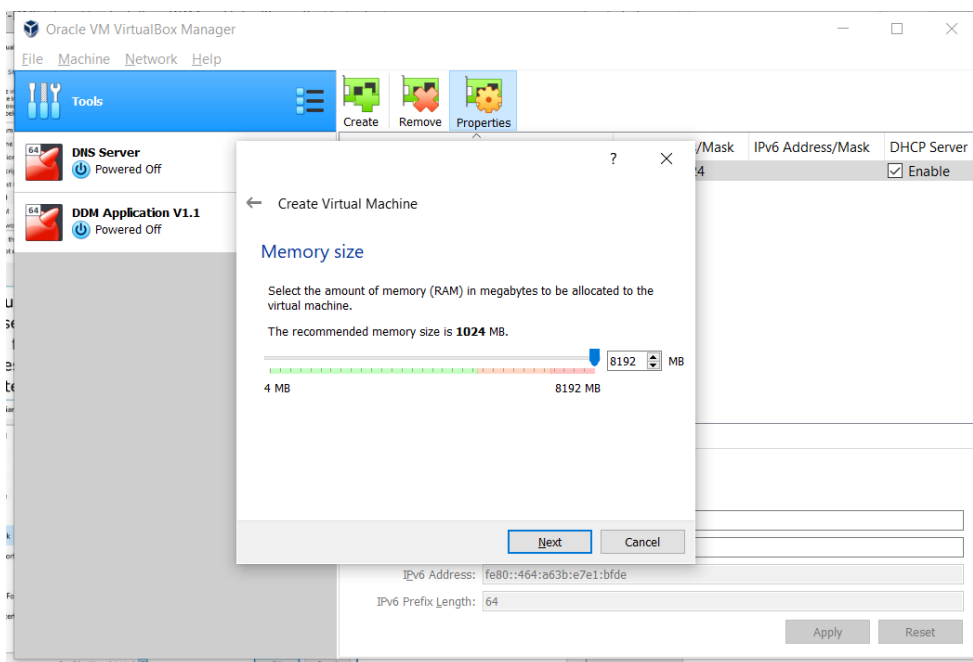 Oracle VM VirtualBox Manager
File Machine Network Help
Tools
Create Remove Properties
64 DNS Server
Powered Off
64 DDM Application V1.1
Powered Off
/Mask IPv6 Address/Mask DHCP Server
24 Enable
?
Create Virtual Machine
Memory size
Select the amount of memory (RAM) in megabytes to be allocated to the
virtual machine.
The recommended memory size is 1024 MB.
8192 MB
4 MB 8192 MB
Next Cancel
IPv6 Address: fe80::464:a63b:e7e1:bfde
IPv6 Prefix Length: 64
Apply Reset